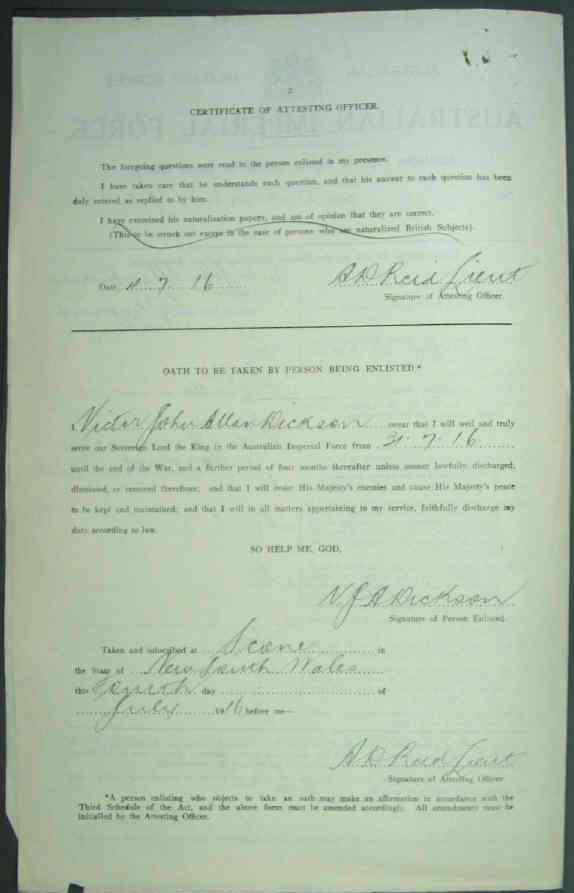 2
CERTIFICATE OF ATTESTING OFFICER.
The foregoing questions were read to the person enlisted in my presence.
I have taken care that he understands each question, and that his answer to each question has been
duly entered as replied to by him.
I have examined his naturalization papers, and am of opinion that they are correct.
(This to be struck out except in the case of persons who are naturalized British Subjects).
Date 4.7.16 A D Reid Lieut
Signature of Attesting Officer.
OATH TO BE TAKEN BY PERSON BEING ENLISTED.*
I, Victor John Allan Dickson swear that I will well and truly
serve our Sovereign Lord the King in the Australian Imperial Force from 31.7.16
until the end of the War, and a further period of four months thereafter unless sooner lawfully discharged,
dismissed, or removed therefrom; and that I will resist His Majesty's enemies and cause His Majesty's peace
to be kept and maintained; and that I will in all matters appertaining to my service, faithfully discharge my
duty according to law.
SO HELP ME, GOD.
V J A Dickson
Signature of Person Enlisted.
Taken and subscribed at Scone in
the State of New South Wales
this Fourth day of
July 1916 before me—
A D Reid Lieut
Signature of Attesting Officer
*A person enlisting who objects to take an oath may make an affirmation in accordance with the
Third Schedule of the Act, and the above form must be amended accordingly. All amendments must be
initialled by the Attesting Officer.